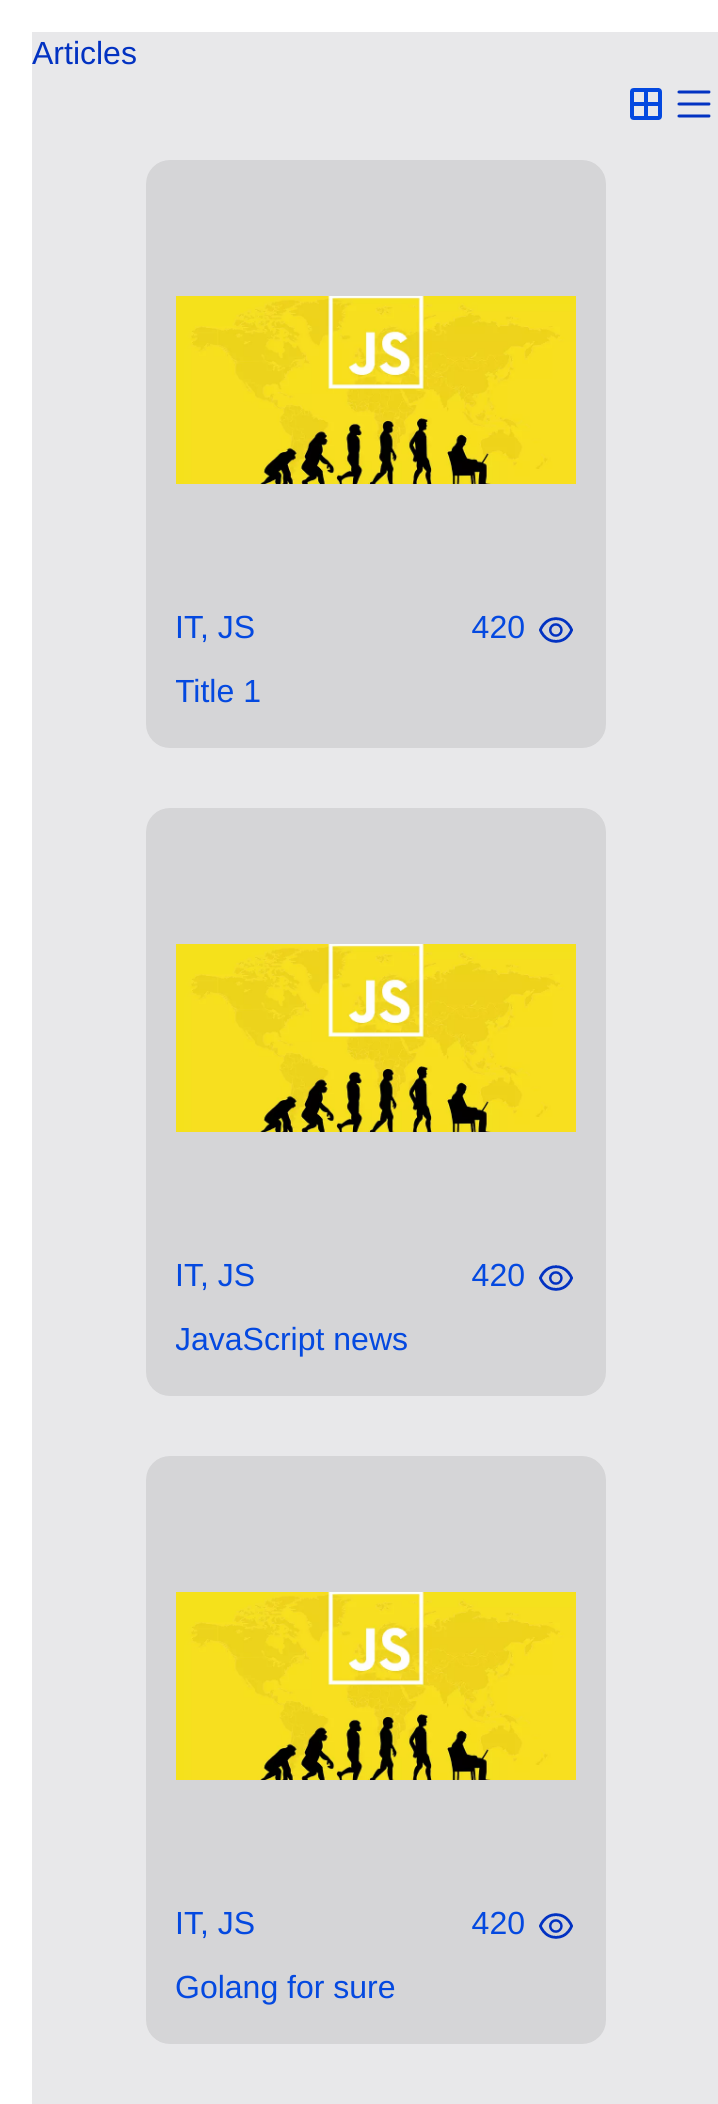 Articles
JS
IT, JS 420
Title 1
JS
IT, JS 420
JavaScript news
JS
IT, JS 420
Golang for sure